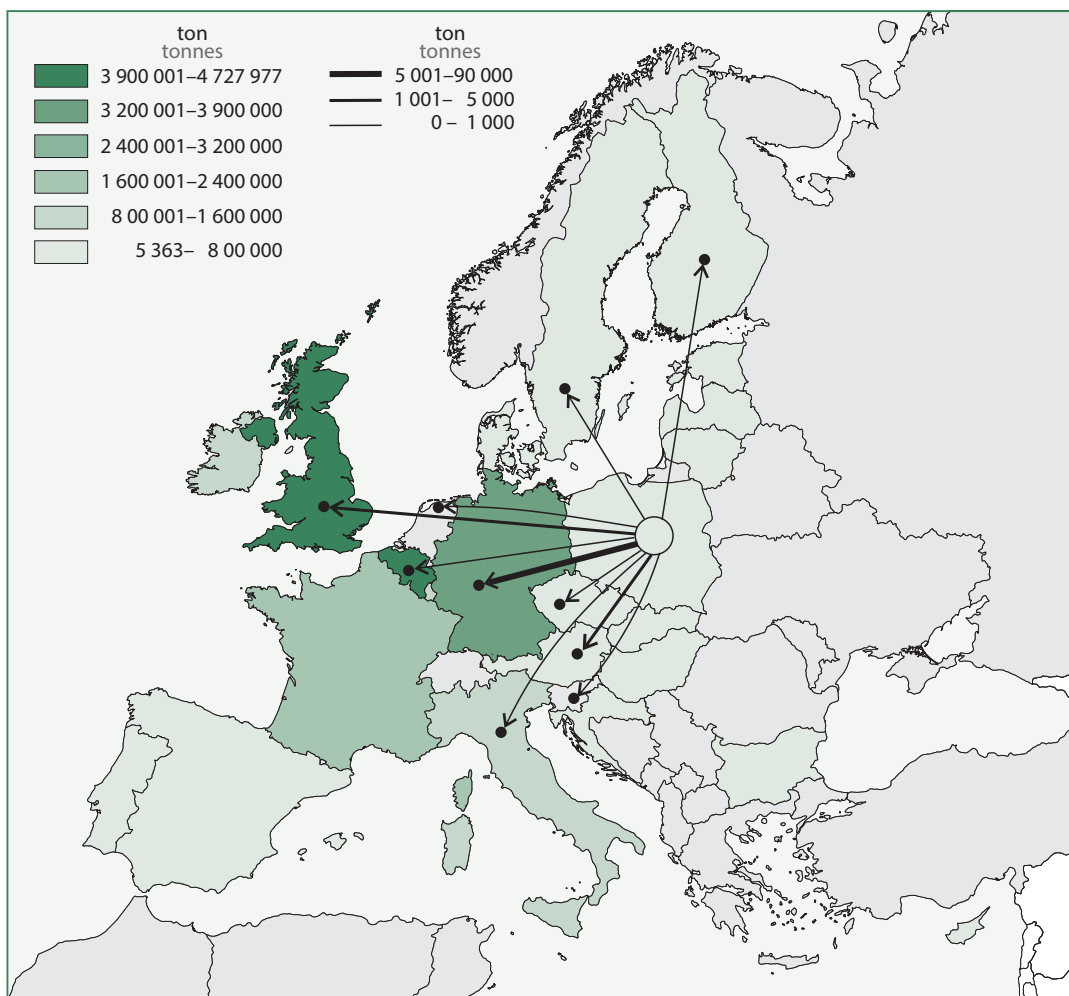 ton
tonnes
3 900 001–4 727 977
3 200 001–3 900 000
2 400 001–3 200 000
1 600 001–2 400 000
8 00 001–1 600 000
5 363– 8 00 000
ton
tonnes
5 001–90 000
1 001– 5 000
0 – 1 000